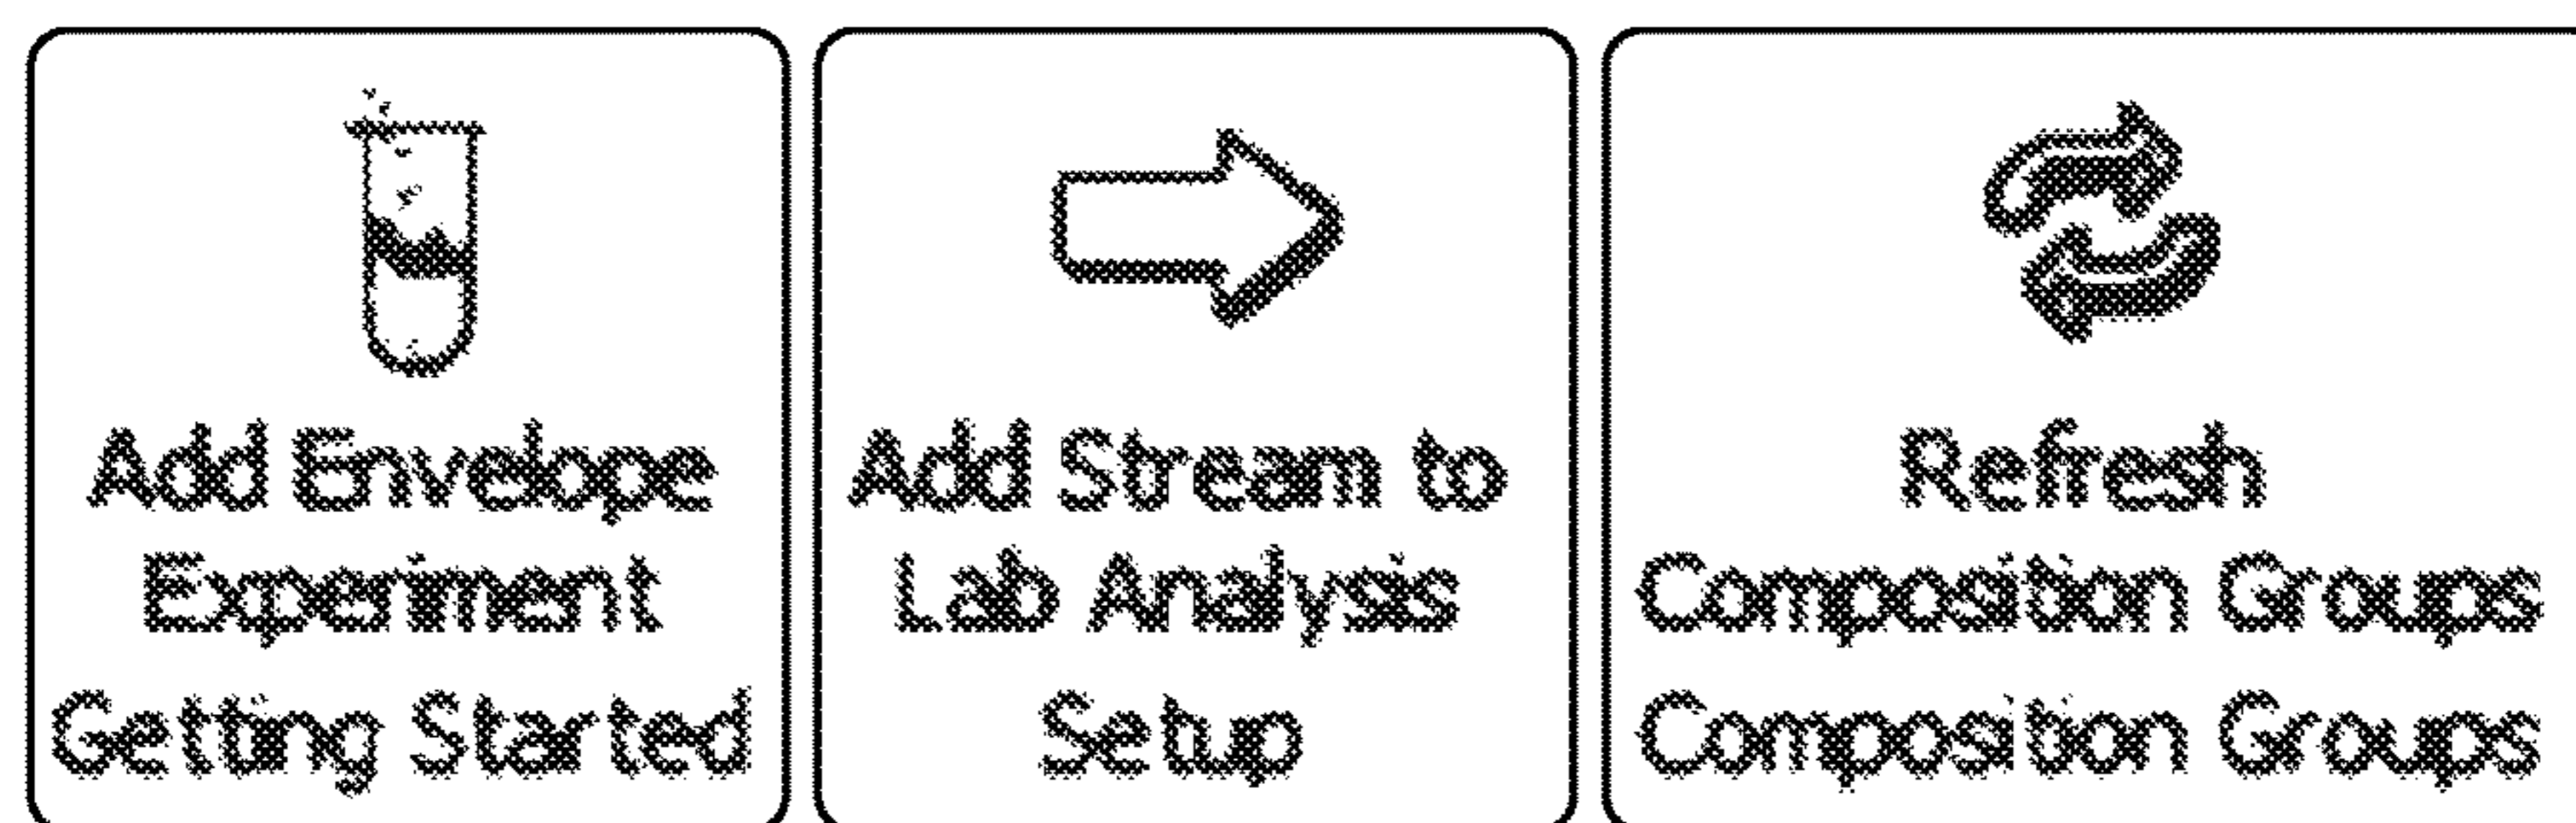 Add Envelope
Experiment
Getting Started
Add Stream to
Lab Analysis
Setup
Refresh
Composition Groups
Composition Groups